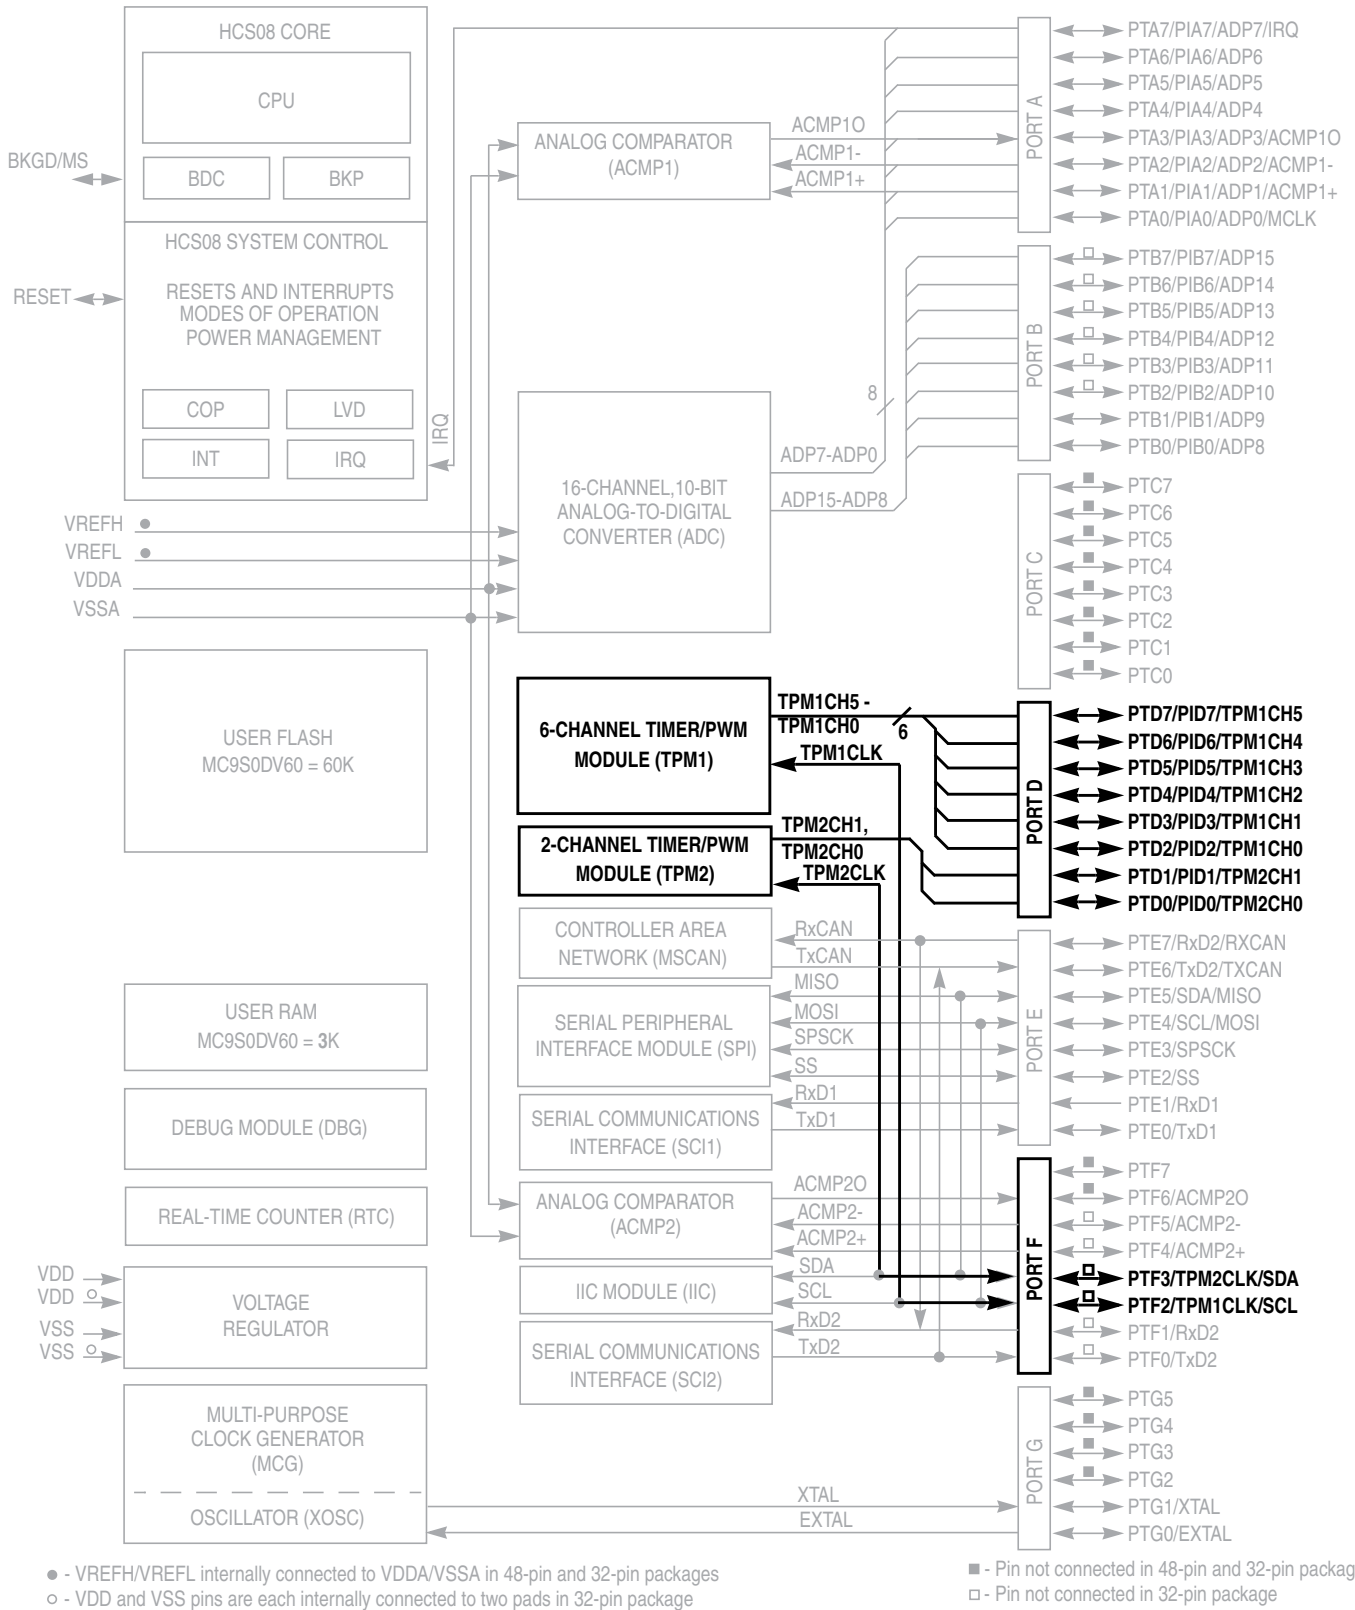 HCS08 CORE
CPU
BDC
BKP
BKGD/MS
HCS08 SYSTEM CONTROL
RESETS AND INTERRUPTS
MODES OF OPERATION
POWER MANAGEMENT
RESET
COP
LVD
INT
IRQ
IRQ
VREFH
VREFL
VDDA
VSSA
USER FLASH
MC9S0DV60 = 60K
USER RAM
MC9S0DV60 = 3K
DEBUG MODULE (DBG)
REAL-TIME COUNTER (RTC)
VDD
VDD
VSS
VSS
VOLTAGE
REGULATOR
MULTI-PURPOSE
CLOCK GENERATOR
(MCG)
OSCILLATOR (XOSC)
ANALOG COMPARATOR
(ACMP1)
ACMP1O
ACMP1-
ACMP1+
16-CHANNEL,10-BIT
ANALOG-TO-DIGITAL
CONVERTER (ADC)
8
ADP7-ADP0
ADP15-ADP8
6-CHANNEL TIMER/PWM
MODULE (TPM1)
TPM1CH5 -
TPM1CH0
6
TPM1CLK
2-CHANNEL TIMER/PWM
MODULE (TPM2)
TPM2CH1,
TPM2CH0
TPM2CLK
CONTROLLER AREA
NETWORK (MSCAN)
RxCAN
TxCAN
SERIAL PERIPHERAL
INTERFACE MODULE (SPI)
MISO
MOSI
SPSCK
SS
SERIAL COMMUNICATIONS
INTERFACE (SCI1)
RxD1
TxD1
ANALOG COMPARATOR
(ACMP2)
ACMP2O
ACMP2-
ACMP2+
IIC MODULE (IIC)
SDA
SCL
SERIAL COMMUNICATIONS
INTERFACE (SCI2)
RxD2
TxD2
XTAL
EXTAL
PORT A
PTA7/PIA7/ADP7/IRQ
PTA6/PIA6/ADP6
PTA5/PIA5/ADP5
PTA4/PIA4/ADP4
PTA3/PIA3/ADP3/ACMP1O
PTA2/PIA2/ADP2/ACMP1-
PTA1/PIA1/ADP1/ACMP1+
PTA0/PIA0/ADP0/MCLK
PORT B
PTB7/PIB7/ADP15
PTB6/PIB6/ADP14
PTB5/PIB5/ADP13
PTB4/PIB4/ADP12
PTB3/PIB3/ADP11
PTB2/PIB2/ADP10
PTB1/PIB1/ADP9
PTB0/PIB0/ADP8
PORT C
PTC7
PTC6
PTC5
PTC4
PTC3
PTC2
PTC1
PTC0
PORT D
PTD7/PID7/TPM1CH5
PTD6/PID6/TPM1CH4
PTD5/PID5/TPM1CH3
PTD4/PID4/TPM1CH2
PTD3/PID3/TPM1CH1
PTD2/PID2/TPM1CH0
PTD1/PID1/TPM2CH1
PTD0/PID0/TPM2CH0
PORT E
PTE7/RxD2/RXCAN
PTE6/TxD2/TXCAN
PTE5/SDA/MISO
PTE4/SCL/MOSI
PTE3/SPSCK
PTE2/SS
PTE1/RxD1
PTE0/TxD1
PORT F
PTF7
PTF6/ACMP2O
PTF5/ACMP2-
PTF4/ACMP2+
PTF3/TPM2CLK/SDA
PTF2/TPM1CLK/SCL
PTF1/RxD2
PTF0/TxD2
PORT G
PTG5
PTG4
PTG3
PTG2
PTG1/XTAL
PTG0/EXTAL
● - VREFH/VREFL internally connected to VDDA/VSSA in 48-pin and 32-pin packages
○ - VDD and VSS pins are each internally connected to two pads in 32-pin package
■ - Pin not connected in 48-pin and 32-pin packag
□ - Pin not connected in 32-pin package